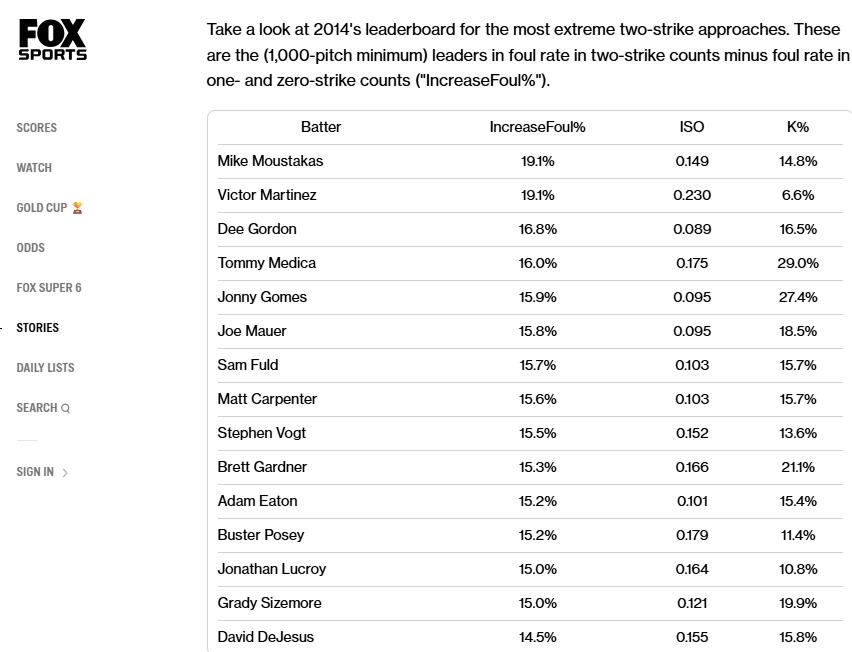 FOX
SPORTS
SCORES
WATCH
GOLD CUP
ODDS
FOX SUPER 6
STORIES
DAILY LISTS
SEARCH
SIGN IN
Take a look at 2014's leaderboard for the most extreme two-strike approaches. These
are the (1,000-pitch minimum) leaders in foul rate in two-strike counts minus foul rate in
one- and zero-strike counts ("IncreaseFoul%").
Batter IncreaseFoul% ISO K%
Mike Moustakas 19.1% 0.149 14.8%
Victor Martinez 19.1% 0.230 6.6%
Dee Gordon 16.8% 0.089 16.5%
Tommy Medica 16.0% 0.175 29.0%
Jonny Gomes 15.9% 0.095 27.4%
Joe Mauer 15.8% 0.095 18.5%
Sam Fuld 15.7% 0.103 15.7%
Matt Carpenter 15.6% 0.103 15.7%
Stephen Vogt 15.5% 0.152 13.6%
Brett Gardner 15.3% 0.166 21.1%
Adam Eaton 15.2% 0.101 15.4%
Buster Posey 15.2% 0.179 11.4%
Jonathan Lucroy 15.0% 0.164 10.8%
Grady Sizemore 15.0% 0.121 19.9%
David DeJesus 14.5% 0.155 15.8%